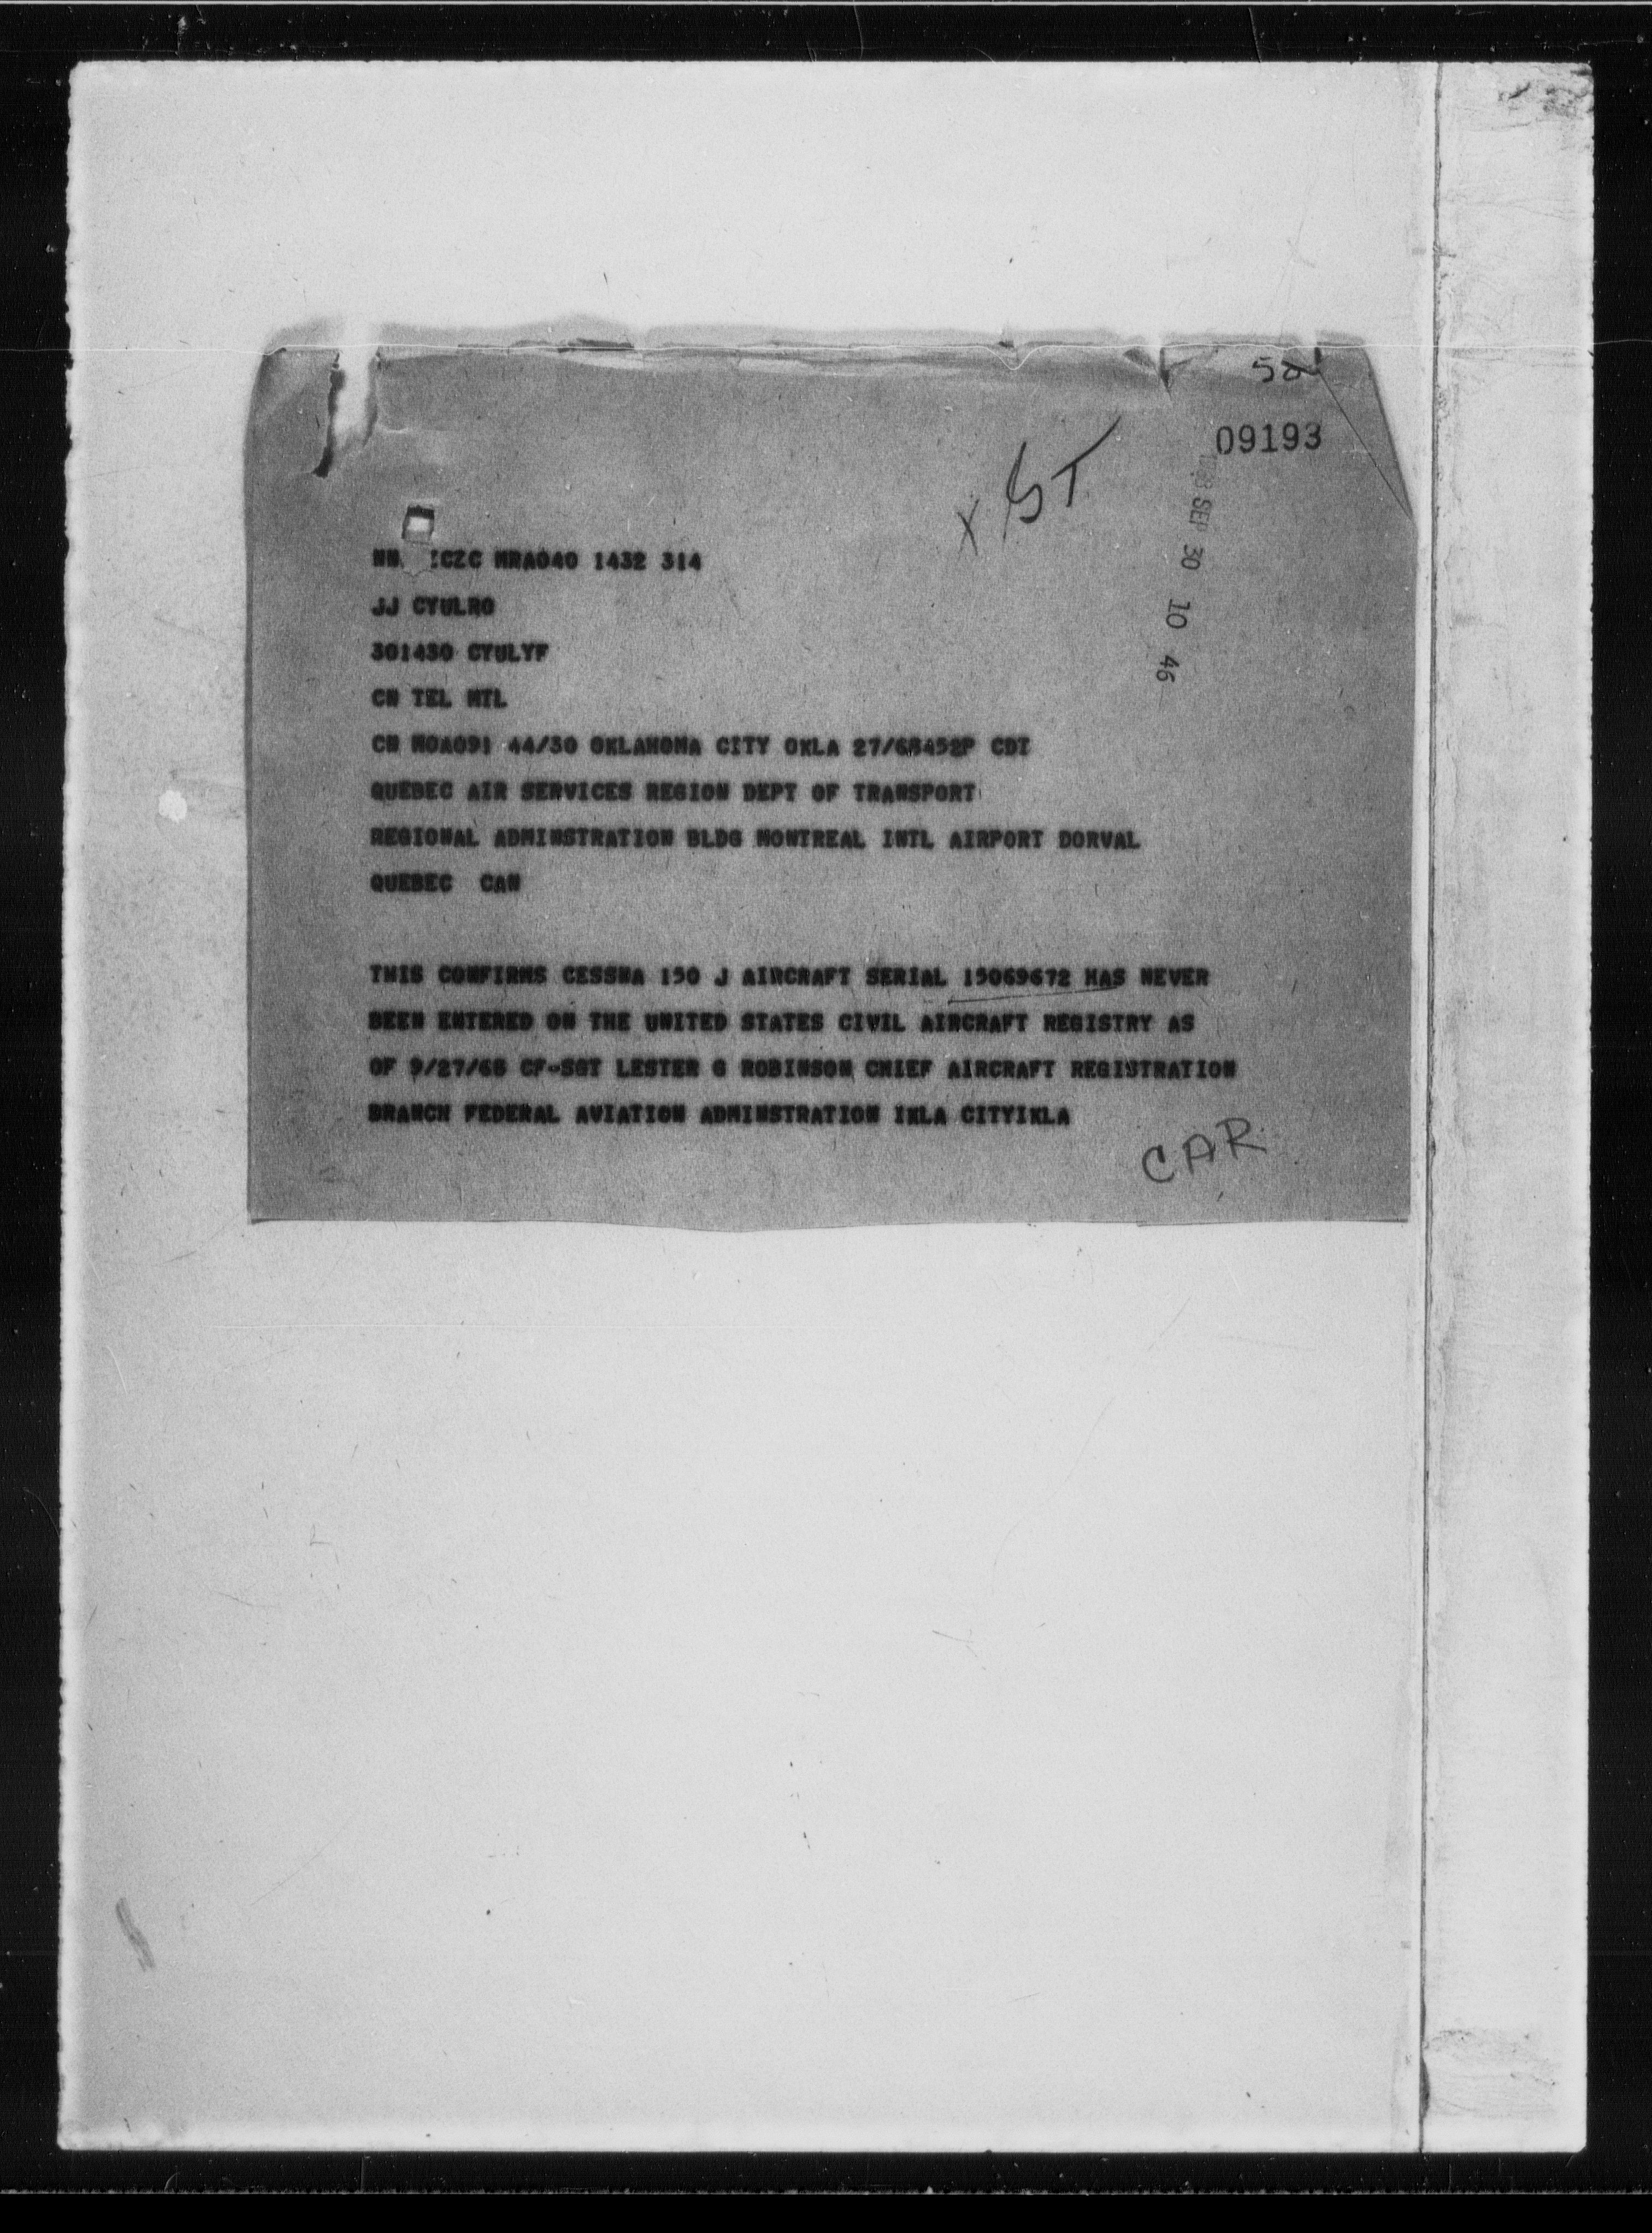 58
09193
x ST
1968 SEP 30 10 46
ZCZC MRA040 1432 314
JJ CYULRO
301430 CYULYF
CN TEL MTL
CN MOA091 44/30 OKLAHOMA CITY OKLA 27/68452P CDT
QUEBEC AIR SERVICES REGION DEPT OF TRANSPORT
REGIONAL ADMINSTRATION BLDG MONTREAL INTL AIRPORT DORVAL
QUEBEC CAN
THIS CONFIRMS CESSNA 150 J AIRCRAFT SERIAL 15069672 HAS NEVER
BEEN ENTERED ON THE UNITED STATES CIVIL AIRCRAFT REGISTRY AS
OF 9/27/68 CF-SGT LESTER G ROBINSON CHIEF AIRCRAFT REGISTRATION
BRANCH FEDERAL AVIATION ADMINSTRATION IKLA CITYIKLA
CAR